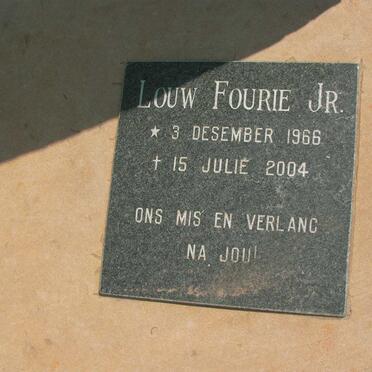 LOUW FOURIE JR.
★ 3 DESEMBER 1966
† 15 JULIE 2004
ONS MIS EN VERLANG
NA JOU!